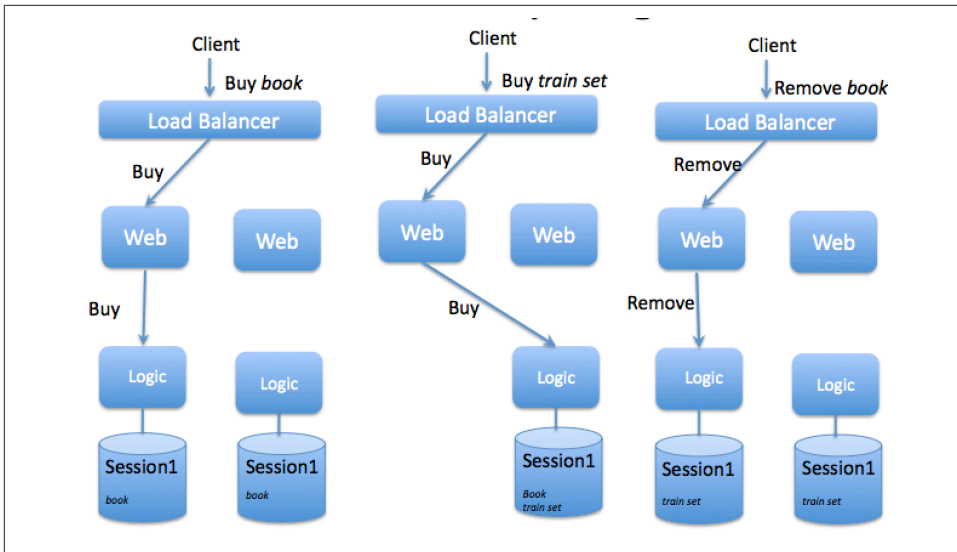 Client
Buy book
Load Balancer
Buy
Web
Web
Buy
Logic
Logic
Session1
book
Session1
book
Client
Buy train set
Load Balancer
Buy
Web
Web
Buy
Logic
Session1
Book
train set
Client
Remove book
Load Balancer
Remove
Web
Web
Remove
Logic
Logic
Session1
train set
Session1
train set